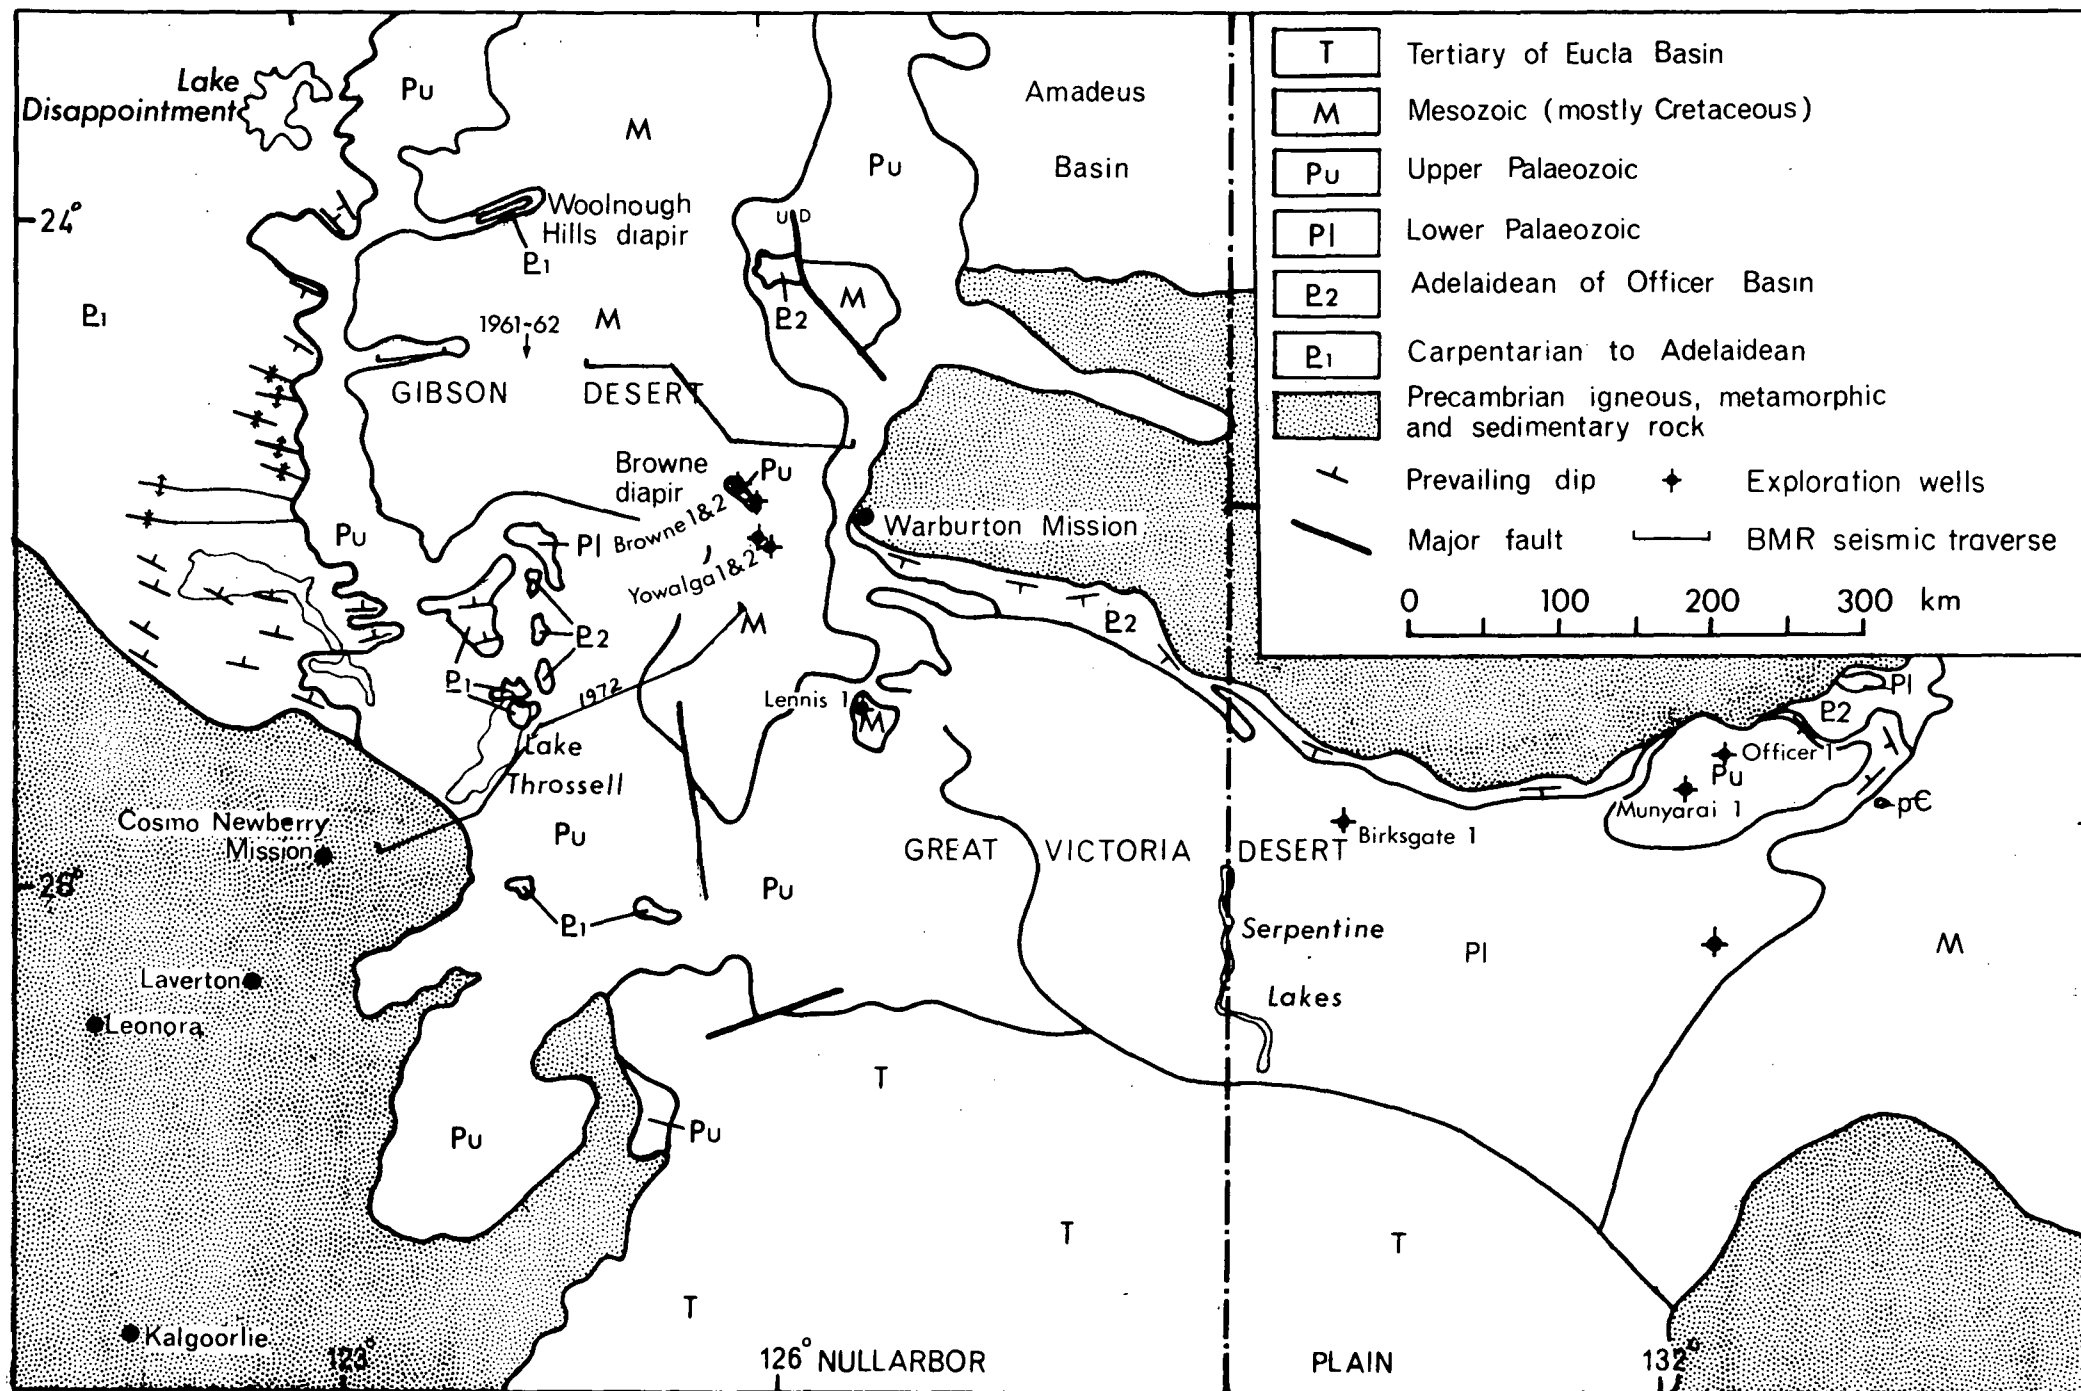 Lake
Disappointment
Pu
M
Amadeus
Basin
Pu
24°
Woolnough
Hills diapir
P1
U D
P2
M
P1
1961-62
M
GIBSON DESERT
Browne
diapir
Pu
Browne 1&2
Pl
Yowalga 1&2
Warburton Mission
Pu
P2
M
P2
P1
1972
Lennis 1
M
Lake
Throssell
Cosmo Newberry
Mission
Pu
28°
Pu
P1
GREAT VICTORIA DESERT
Birksgate 1
Pl
P2
Officer 1
Pu
Munyarai 1
p€
Serpentine
Lakes
Pl
M
Laverton
Leonora
T
Pu
Pu
T
T
T
Kalgoorlie
123°
126°
NULLARBOR PLAIN
132°
T Tertiary of Eucla Basin
M Mesozoic (mostly Cretaceous)
Pu Upper Palaeozoic
Pl Lower Palaeozoic
P2 Adelaidean of Officer Basin
P1 Carpentarian to Adelaidean
Precambrian igneous, metamorphic
and sedimentary rock
Prevailing dip
Exploration wells
Major fault
BMR seismic traverse
0 100 200 300 km